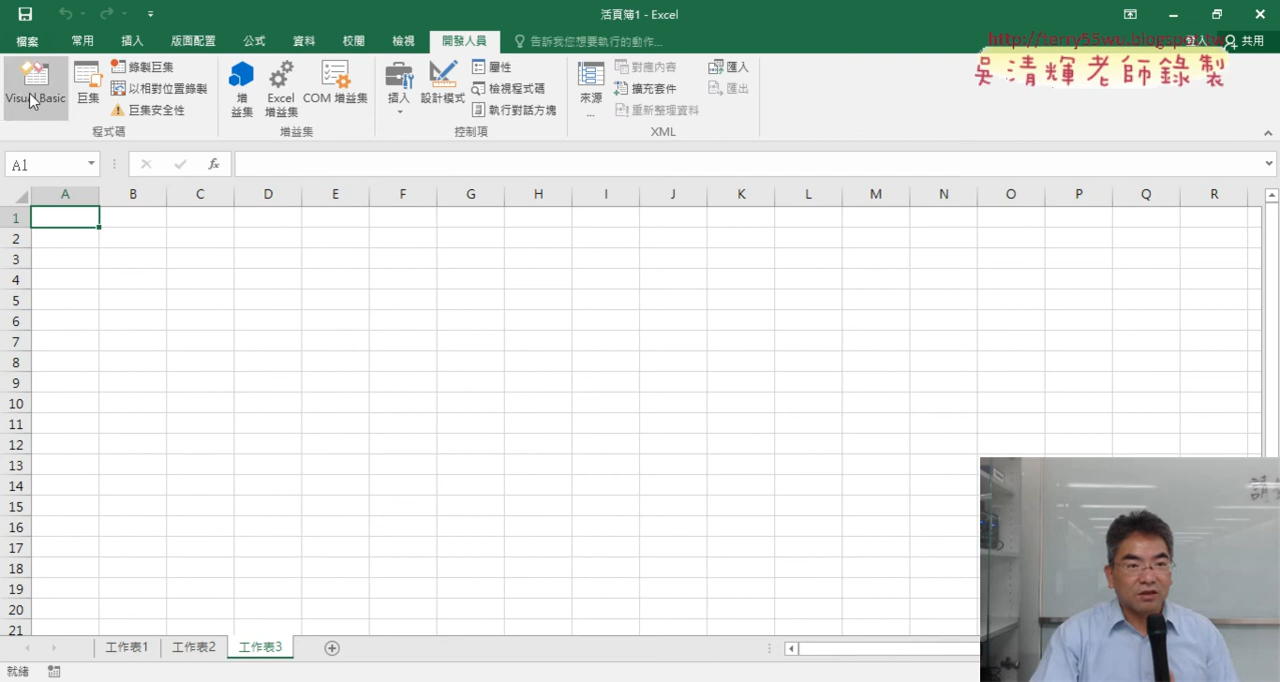 活頁簿1 - Excel
檔案 常用 插入 版面配置 公式 資料 校閱 檢視 開發人員 告訴我您想要執行的動作... 登入 共用
http://terry55wu.blogspot.tw
吳清輝老師錄製
Visual Basic 巨集 錄製巨集 以相對位置錄製 巨集安全性 程式碼
增益集 Excel 增益集 COM 增益集 增益集
插入 設計模式 屬性 檢視程式碼 執行對話方塊 控制項
來源... 對應內容 擴充套件 重新整理資料 匯入 匯出 XML
A1 fx
A B C D E F G H I J K L M N O P Q R
1
2
3
4
5
6
7
8
9
10
11
12
13
14
15
16
17
18
19
20
21
工作表1 工作表2 工作表3
就緒